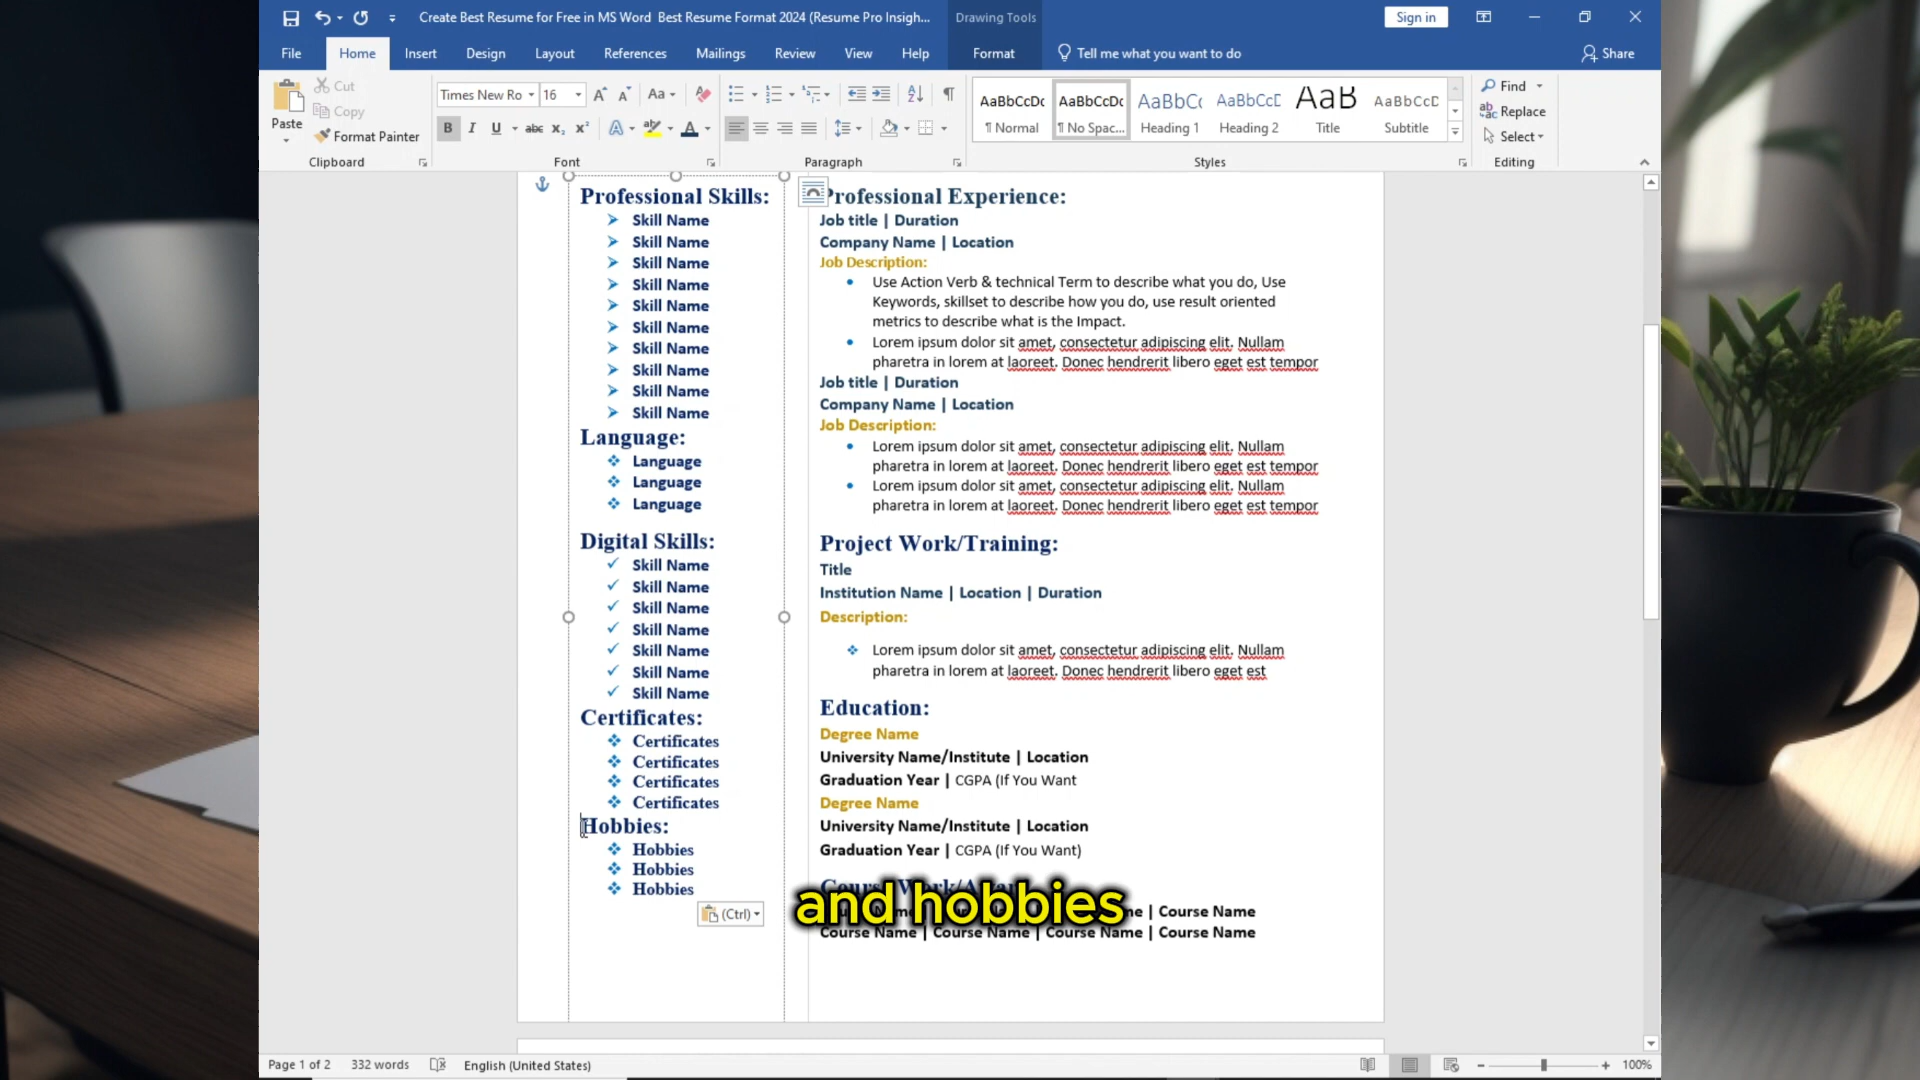 Create Best Resume for Free in MS Word Best Resume Format 2024 (Resume Pro Insigh...
Drawing Tools
Sign in
File
Home
Insert
Design
Layout
References
Mailings
Review
View
Help
Format
Tell me what you want to do
Share
Paste
Cut
Copy
Format Painter
Clipboard
Times New Ro
16
Font
Paragraph
AaBbCcDc
¶ Normal
AaBbCcDc
¶ No Spac...
AaBbCc
Heading 1
AaBbCcD
Heading 2
AaB
Title
AaBbCcD
Subtitle
Styles
Find
Replace
Select
Editing
Professional Skills:
Skill Name
Skill Name
Skill Name
Skill Name
Skill Name
Skill Name
Skill Name
Skill Name
Skill Name
Skill Name
Language:
Language
Language
Language
Digital Skills:
Skill Name
Skill Name
Skill Name
Skill Name
Skill Name
Skill Name
Skill Name
Certificates:
Certificates
Certificates
Certificates
Certificates
Hobbies:
Hobbies
Hobbies
Hobbies
(Ctrl)
Professional Experience:
Job title | Duration
Company Name | Location
Job Description:
Use Action Verb & technical Term to describe what you do, Use
Keywords, skillset to describe how you do, use result oriented
metrics to describe what is the Impact.
Lorem ipsum dolor sit amet, consectetur adipiscing elit. Nullam
pharetra in lorem at laoreet. Donec hendrerit libero eget est tempor
Job title | Duration
Company Name | Location
Job Description:
Lorem ipsum dolor sit amet, consectetur adipiscing elit. Nullam
pharetra in lorem at laoreet. Donec hendrerit libero eget est tempor
Lorem ipsum dolor sit amet, consectetur adipiscing elit. Nullam
pharetra in lorem at laoreet. Donec hendrerit libero eget est tempor
Project Work/Training:
Title
Institution Name | Location | Duration
Description:
Lorem ipsum dolor sit amet, consectetur adipiscing elit. Nullam
pharetra in lorem at laoreet. Donec hendrerit libero eget est
Education:
Degree Name
University Name/Institute | Location
Graduation Year | CGPA (If You Want
Degree Name
University Name/Institute | Location
Graduation Year | CGPA (If You Want)
and hobbies
| Course Name
Course Name | Course Name | Course Name | Course Name
Page 1 of 2
332 words
English (United States)
100%